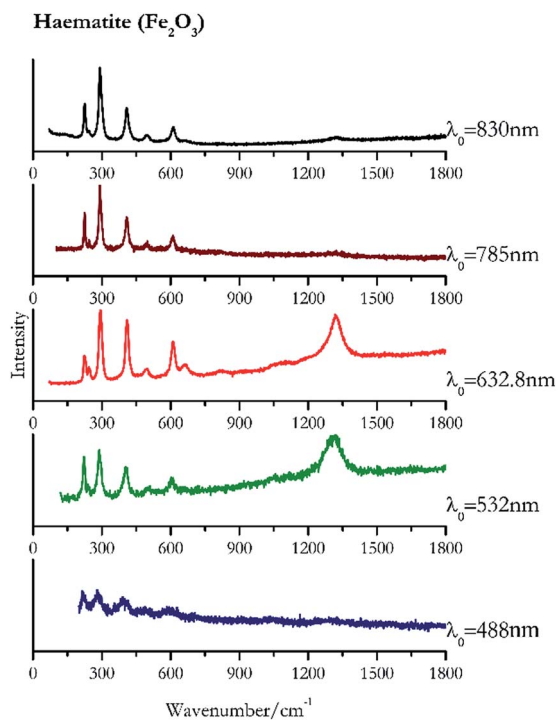 Haematite (Fe₂O₃)
λ₀=830nm
0 300 600 900 1200 1500 1800
λ₀=785nm
0 300 600 900 1200 1500 1800
Intensity
λ₀=632.8nm
0 300 600 900 1200 1500 1800
λ₀=532nm
0 300 600 900 1200 1500 1800
λ₀=488nm
0 300 600 900 1200 1500 1800
Wavenumber/cm⁻¹